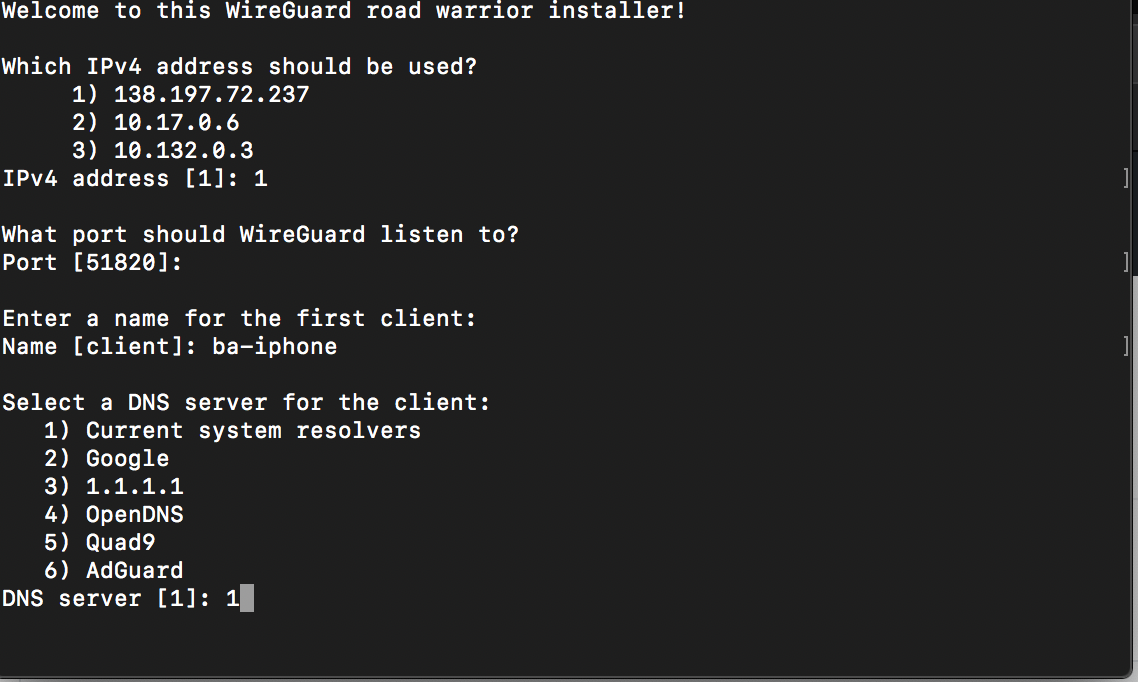 Welcome to this WireGuard road warrior installer!
Which IPv4 address should be used?
1) 138.197.72.237
2) 10.17.0.6
3) 10.132.0.3
IPv4 address [1]: 1 ]
What port should WireGuard listen to?
Port [51820]: ]
Enter a name for the first client:
Name [client]: ba-iphone ]
Select a DNS server for the client:
1) Current system resolvers
2) Google
3) 1.1.1.1
4) OpenDNS
5) Quad9
6) AdGuard
DNS server [1]: 1